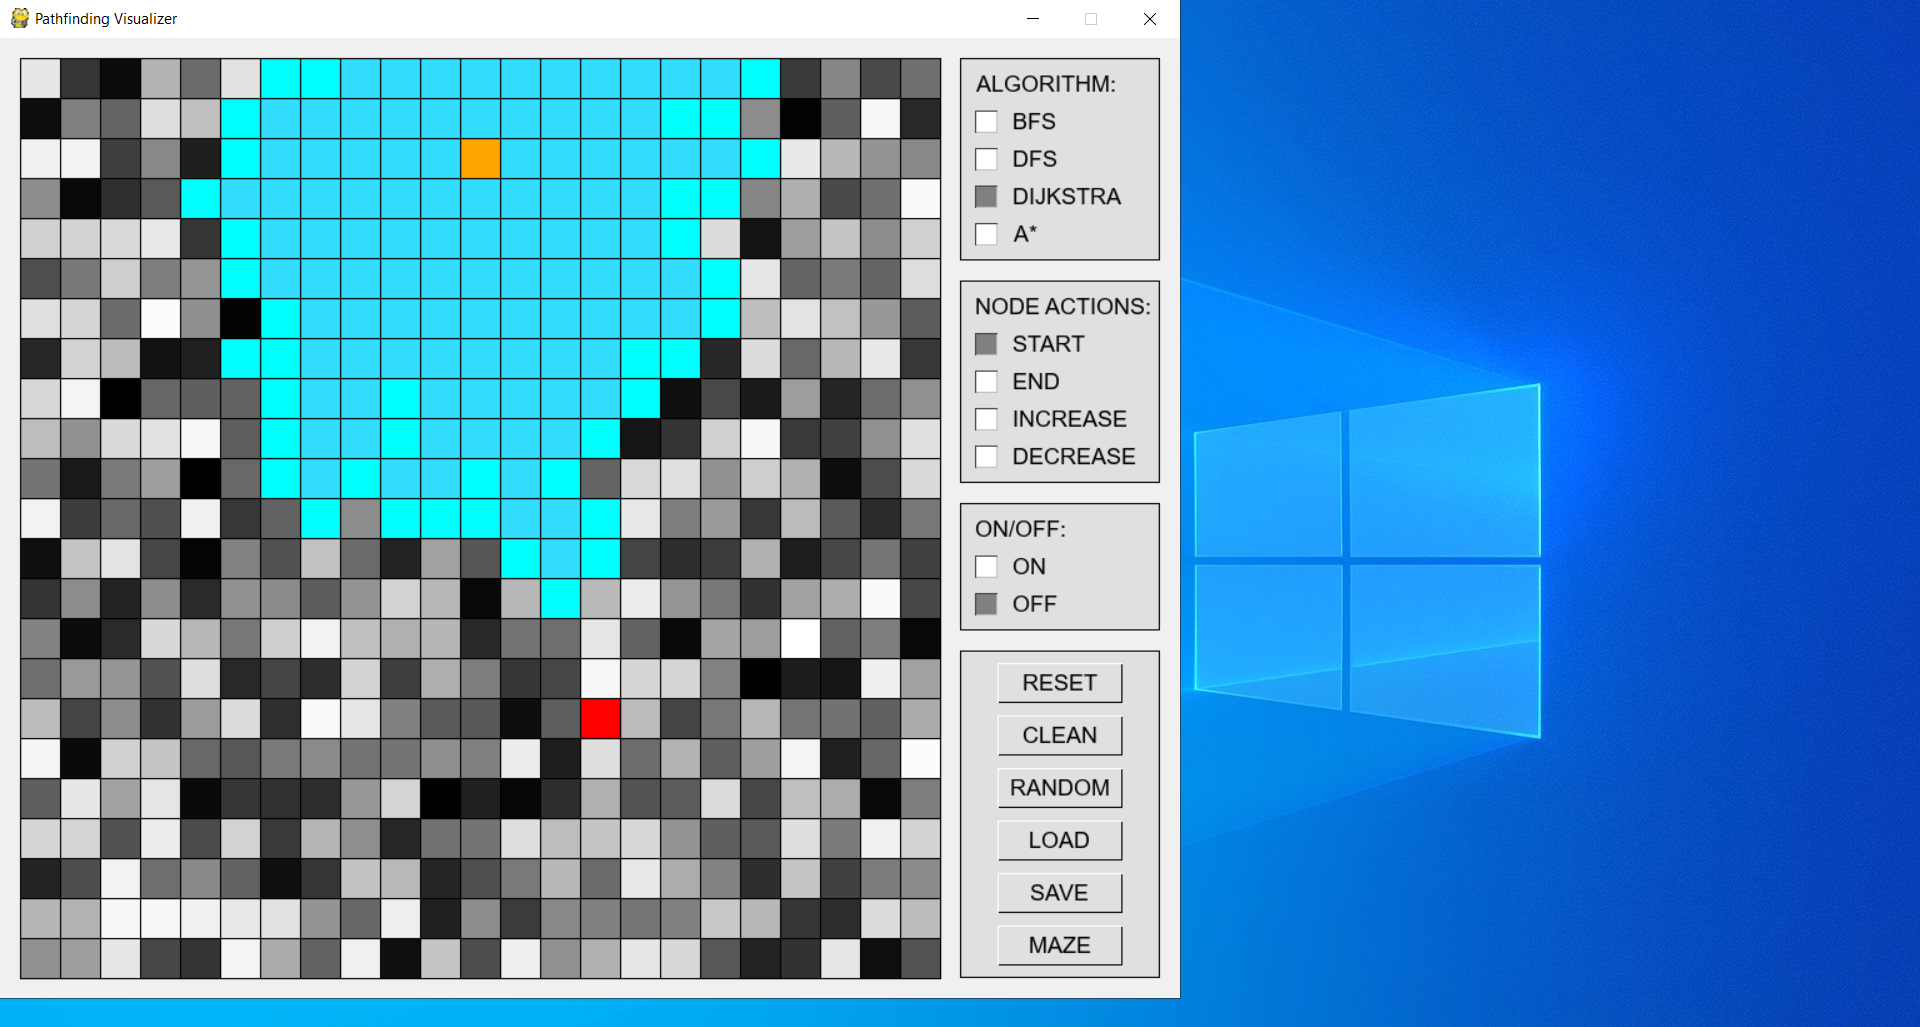 Pathfinding Visualizer
ALGORITHM:
BFS
DFS
DIJKSTRA
A*
NODE ACTIONS:
START
END
INCREASE
DECREASE
ON/OFF:
ON
OFF
RESET
CLEAN
RANDOM
LOAD
SAVE
MAZE